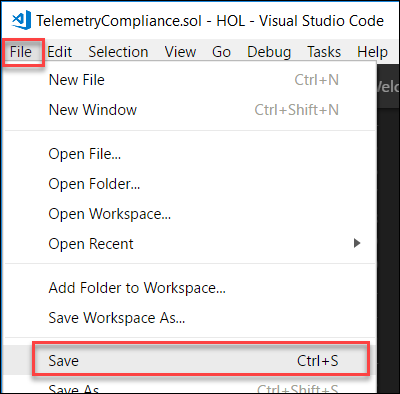 TelemetryCompliance.sol - HOL - Visual Studio Code
File Edit Selection View Go Debug Tasks Help
New File Ctrl+N
New Window Ctrl+Shift+N
Open File...
Open Folder...
Open Workspace...
Open Recent
Add Folder to Workspace...
Save Workspace As...
Save Ctrl+S
Save As... Ctrl+Shift+S